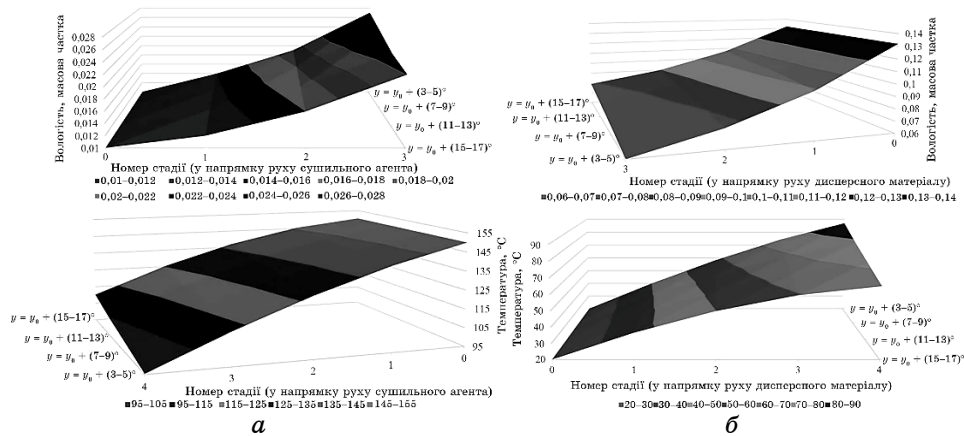 Вологість, масова частка
0,028
0,026
0,024
0,022
0,02
0,018
0,016
0,014
0,012
0,01
0
1
2
3
y = y₀ + (3–5)°
y = y₀ + (7–9)°
y = y₀ + (11–13)°
y = y₀ + (15–17)°
Номер стадії (у напрямку руху сушильного агента)
0,01–0,012 0,012–0,014 0,014–0,016 0,016–0,018 0,018–0,02
0,02–0,022 0,022–0,024 0,024–0,026 0,026–0,028
Вологість, масова частка
0,14
0,13
0,12
0,11
0,1
0,09
0,08
0,07
0,06
y = y₀ + (15–17)°
y = y₀ + (11–13)°
y = y₀ + (7–9)°
y = y₀ + (3–5)°
3
2
1
0
Номер стадії (у напрямку руху дисперсного матеріалу)
0,06–0,07 0,07–0,08 0,08–0,09 0,09–0,1 0,1–0,11 0,11–0,12 0,12–0,13 0,13–0,14
Температура, °С
155
145
135
125
115
105
95
y = y₀ + (15–17)°
y = y₀ + (11–13)°
y = y₀ + (7–9)°
y = y₀ + (3–5)°
4
3
2
1
0
Номер стадії (у напрямку руху сушильного агента)
95–105 95–115 115–125 125–135 135–145 145–155
а
Температура, °С
90
80
70
60
50
40
30
20
0
1
2
3
4
y = y₀ + (3–5)°
y = y₀ + (7–9)°
y = y₀ + (11–13)°
y = y₀ + (15–17)°
Номер стадії (у напрямку руху дисперсного матеріалу)
20–30 30–40 40–50 50–60 60–70 70–80 80–90
б